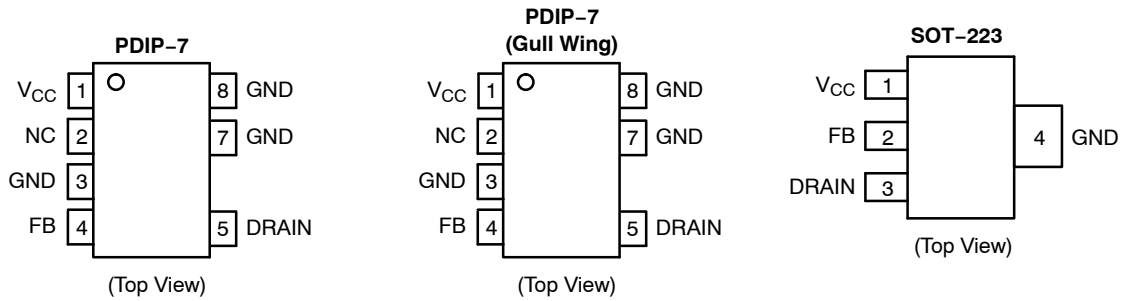 PDIP–7
VCC 1 8 GND
NC 2 7 GND
GND 3
FB 4 5 DRAIN
(Top View)
PDIP–7
(Gull Wing)
VCC 1 8 GND
NC 2 7 GND
GND 3
FB 4 5 DRAIN
(Top View)
SOT–223
VCC 1
FB 2 4 GND
DRAIN 3
(Top View)